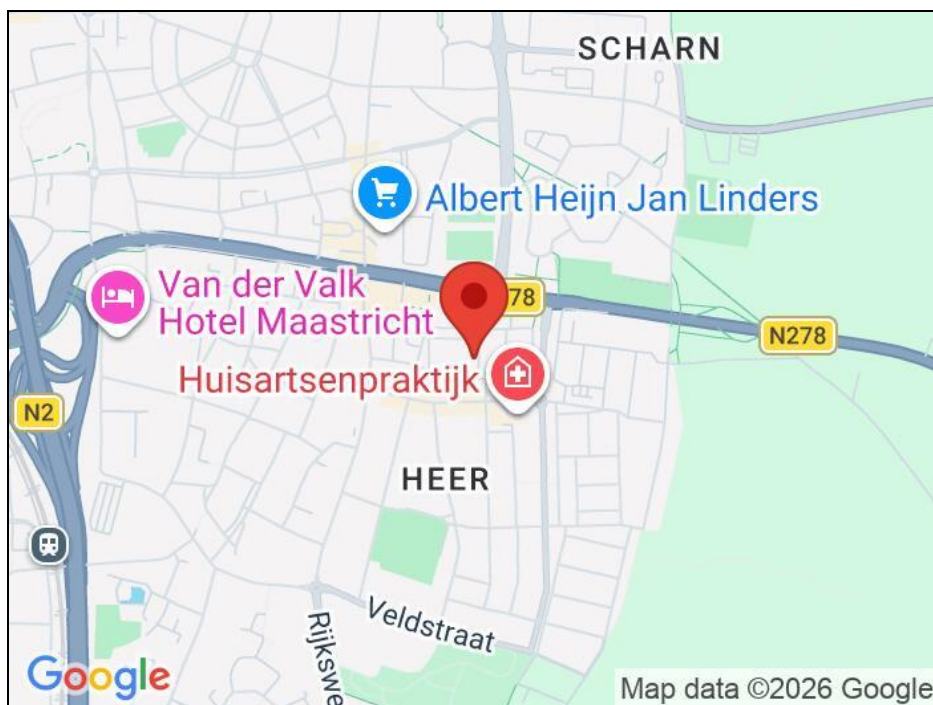 SCHARN
Albert Heijn Jan Linders
Van der Valk
Hotel Maastricht
78
N278
Huisartsenpraktijk
N2
HEER
Veldstraat
Rijkswe
Google
Map data ©2026 Google